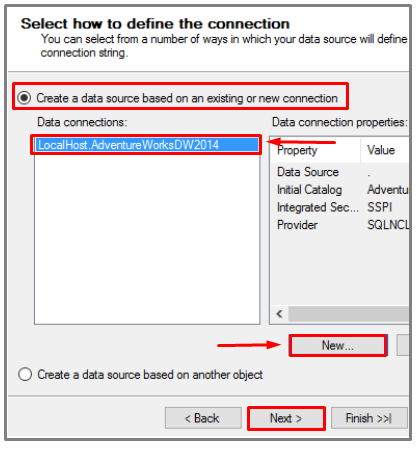 Select how to define the connection
You can select from a number of ways in which your data source will define
connection string.
Create a data source based on an existing or new connection
Data connections:
Data connection properties:
LocalHost.AdventureWorksDW2014
Property Value
Data Source .
Initial Catalog Adventu
Integrated Sec... SSPI
Provider SQLNCL
New...
Create a data source based on another object
< Back Next > Finish >>|